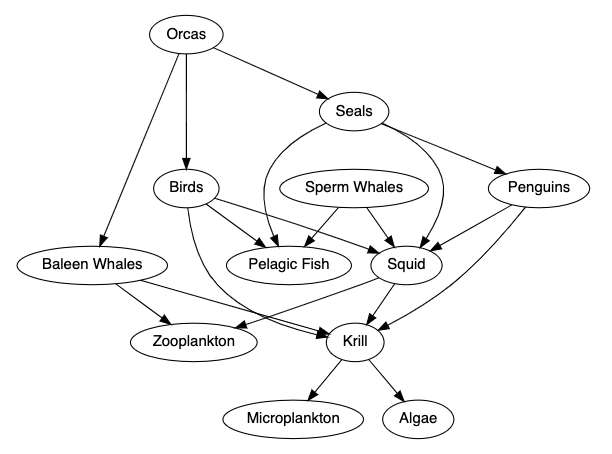 Orcas
Seals
Birds
Sperm Whales
Penguins
Baleen Whales
Pelagic Fish
Squid
Zooplankton
Krill
Microplankton
Algae